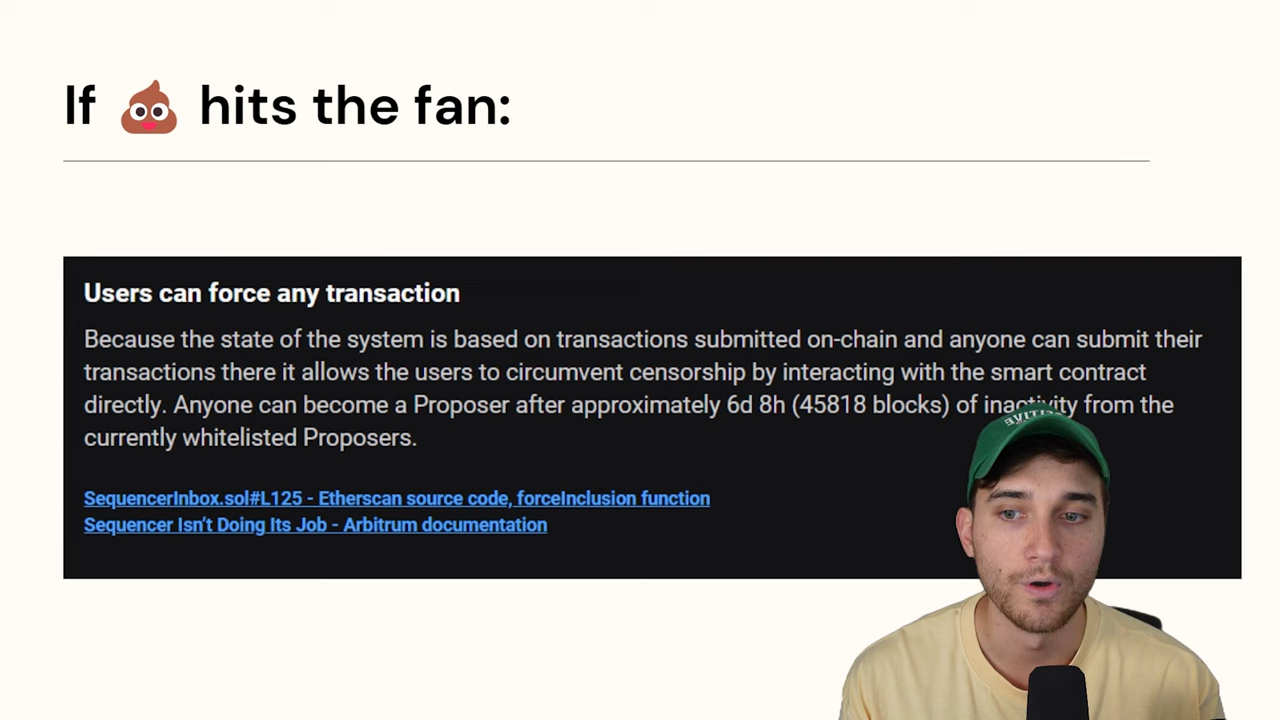 If 💩 hits the fan:
Users can force any transaction
Because the state of the system is based on transactions submitted on-chain and anyone can submit their
transactions there it allows the users to circumvent censorship by interacting with the smart contract
directly. Anyone can become a Proposer after approximately 6d 8h (45818 blocks) of inactivity from the
currently whitelisted Proposers.
SequencerInbox.sol#L125 - Etherscan source code, forceInclusion function
Sequencer Isn’t Doing Its Job - Arbitrum documentation